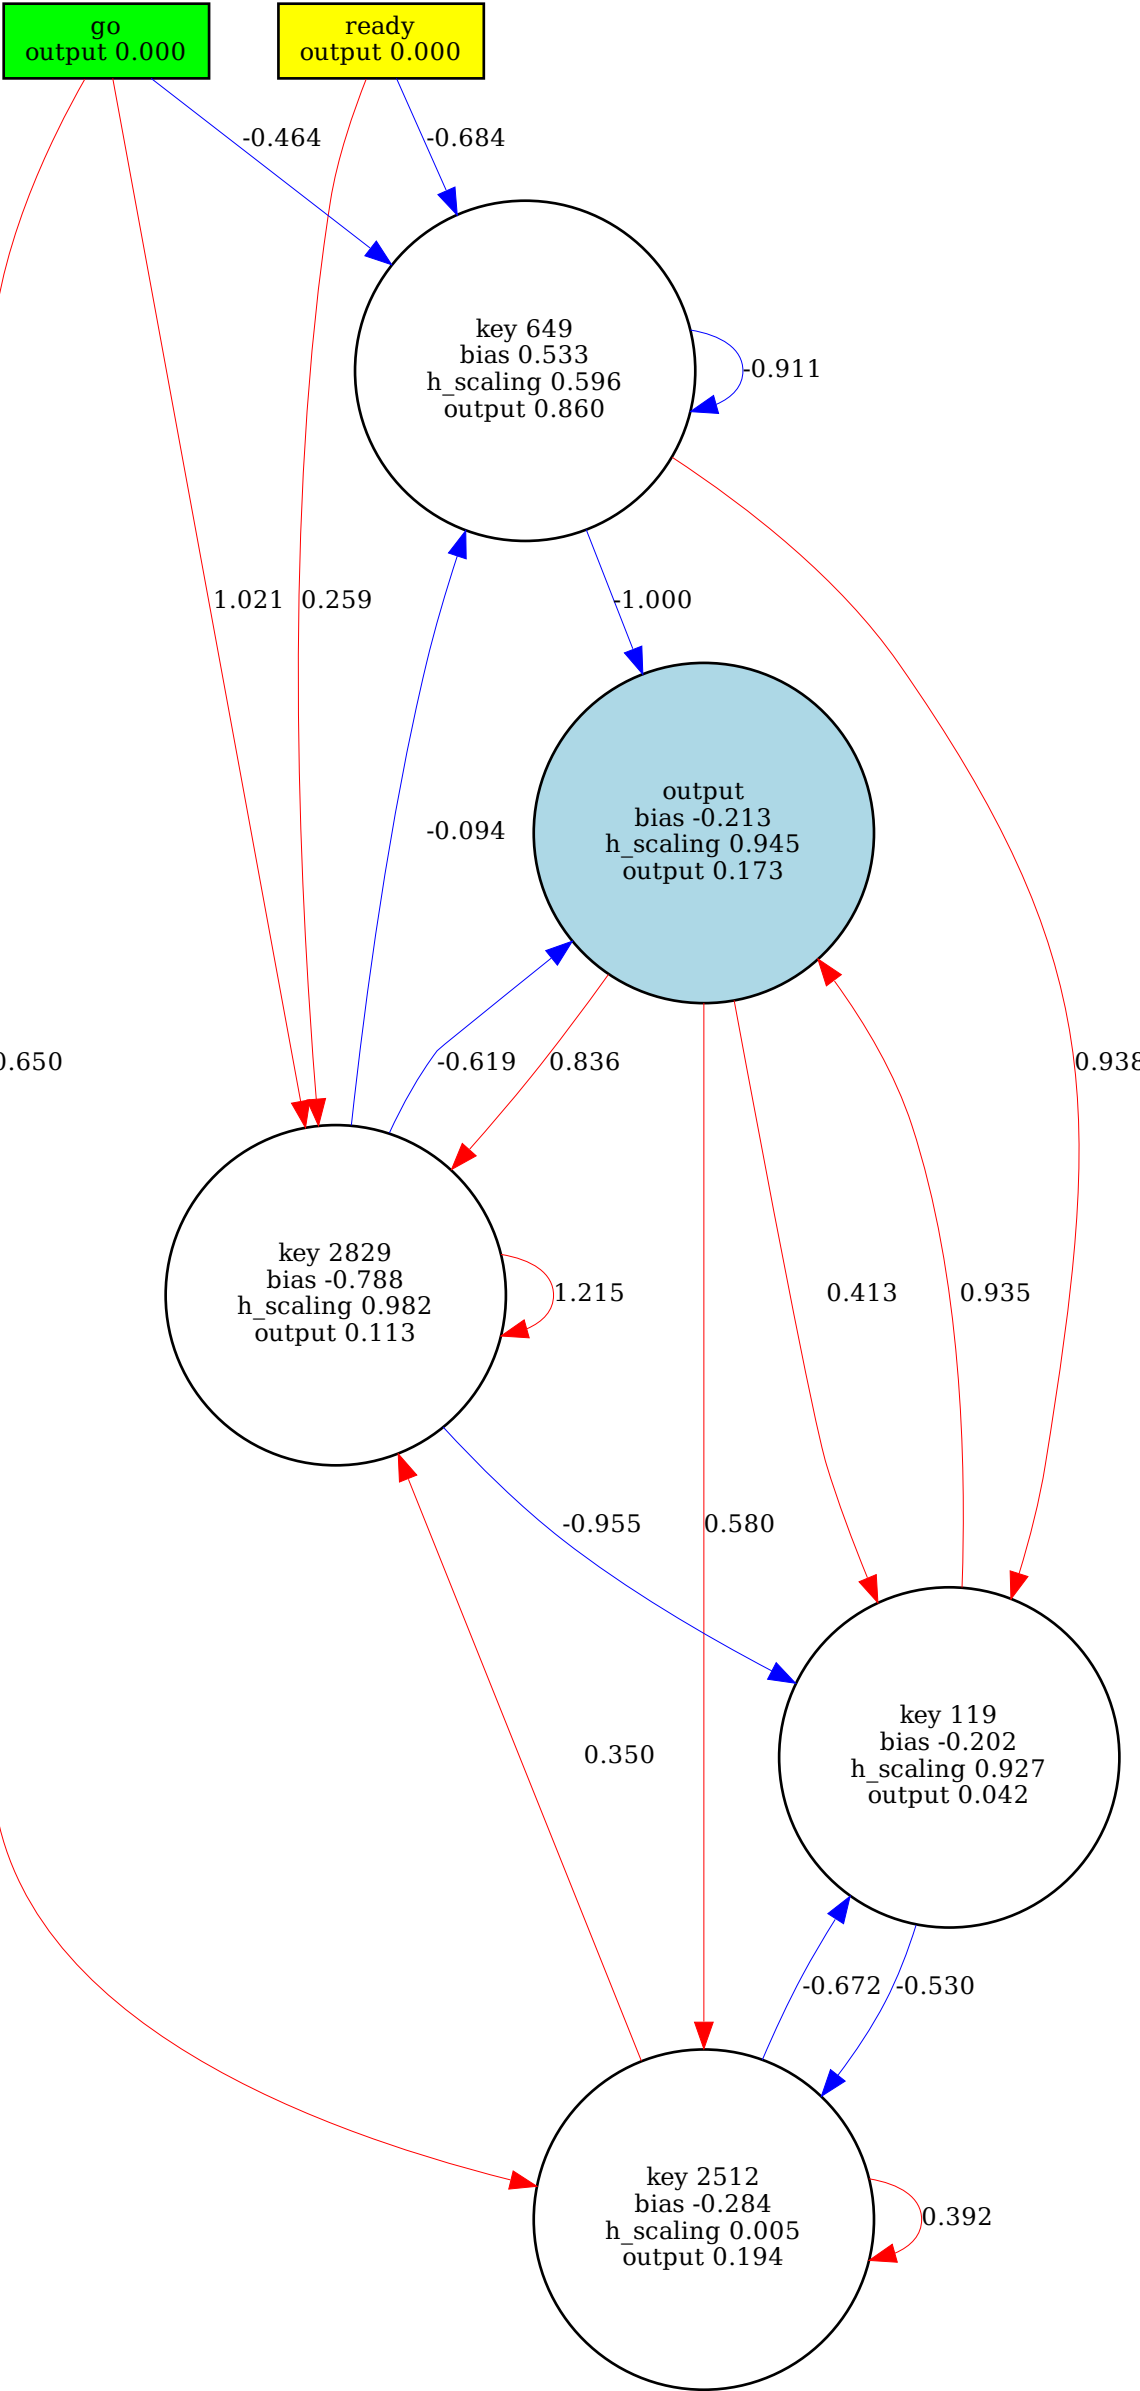 go
output 0.000
ready
output 0.000
-0.464
-0.684
key 649
bias 0.533
h_scaling 0.596
output 0.860
-0.911
1.021
0.259
-1.000
output
bias -0.213
h_scaling 0.945
output 0.173
-0.094
0.650
-0.619
0.836
0.938
key 2829
bias -0.788
h_scaling 0.982
output 0.113
1.215
0.413
0.935
-0.955
0.580
key 119
bias -0.202
h_scaling 0.927
output 0.042
0.350
-0.672
-0.530
key 2512
bias -0.284
h_scaling 0.005
output 0.194
0.392